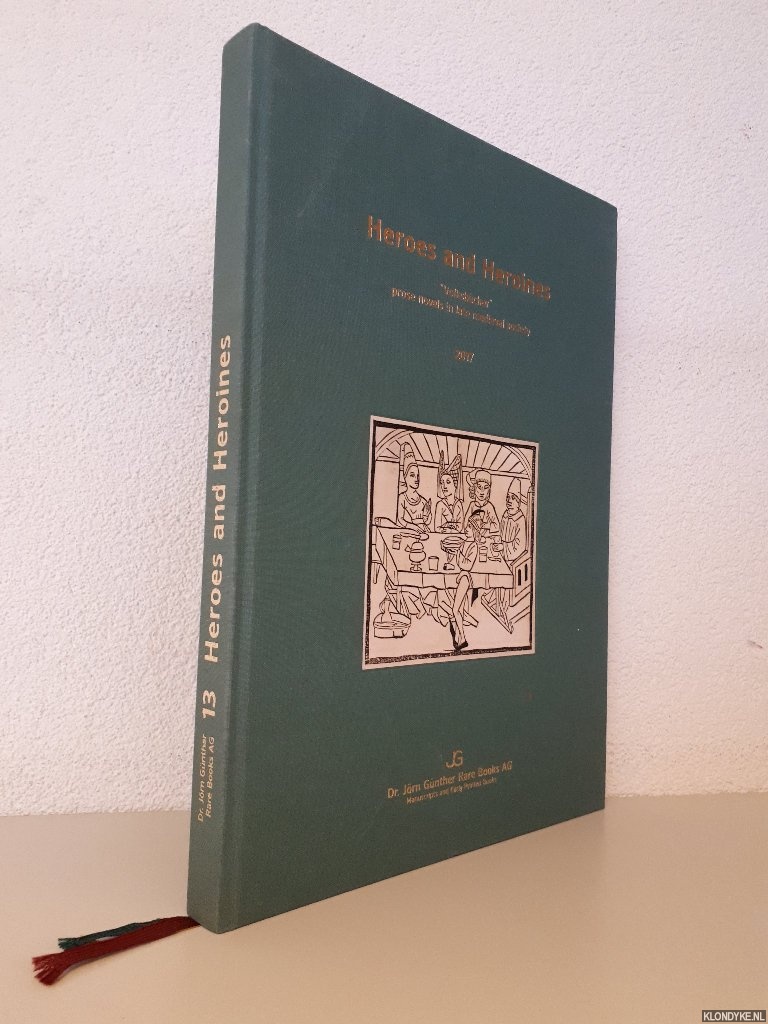 Heroes and Heroines
"Volksbücher"
prose novels in late medieval society
2017
JG
Dr. Jörn Günther Rare Books AG
Manuscripts and Early Printed Books
Dr. Jörn Günther
Rare Books AG
13 Heroes and Heroines
KLONDYKE.NL